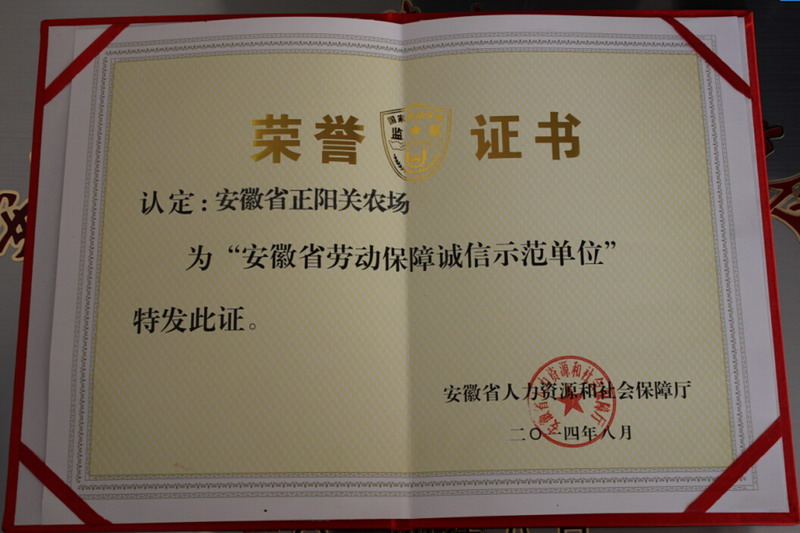 荣誉证书
认定：安徽省正阳关农场
为“安徽省劳动保障诚信示范单位”
特发此证。
安徽省人力资源和社会保障厅
二〇一四年八月